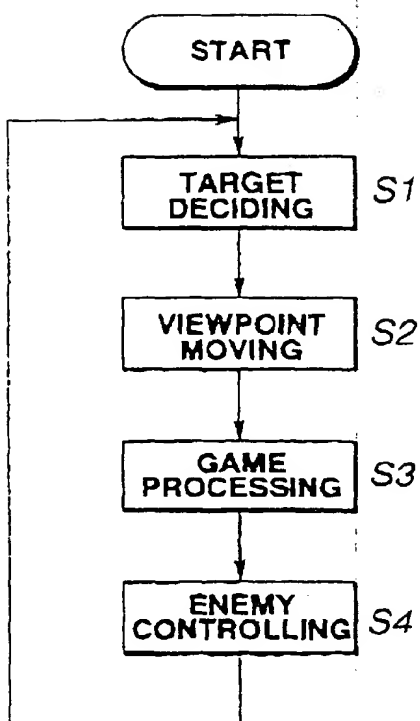 START
TARGET
DECIDING
S1
VIEWPOINT
MOVING
S2
GAME
PROCESSING
S3
ENEMY
CONTROLLING
S4